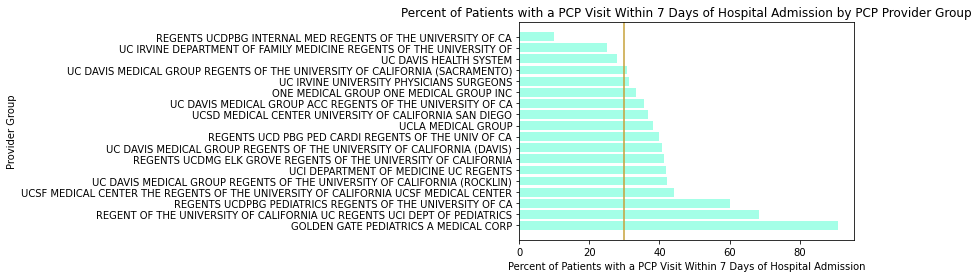 Percent of Patients with a PCP Visit Within 7 Days of Hospital Admission by PCP Provider Group
REGENTS UCDPBG INTERNAL MED REGENTS OF THE UNIVERSITY OF CA
UC IRVINE DEPARTMENT OF FAMILY MEDICINE REGENTS OF THE UNIVERSITY OF
UC DAVIS HEALTH SYSTEM
UC DAVIS MEDICAL GROUP REGENTS OF THE UNIVERSITY OF CALIFORNIA (SACRAMENTO)
UC IRVINE UNIVERSITY PHYSICIANS SURGEONS
ONE MEDICAL GROUP ONE MEDICAL GROUP INC
UC DAVIS MEDICAL GROUP ACC REGENTS OF THE UNIVERSITY OF CA
UCSD MEDICAL CENTER UNIVERSITY OF CALIFORNIA SAN DIEGO
UCLA MEDICAL GROUP
REGENTS UCD PBG PED CARDI REGENTS OF THE UNIV OF CA
UC DAVIS MEDICAL GROUP REGENTS OF THE UNIVERSITY OF CALIFORNIA (DAVIS)
REGENTS UCDMG ELK GROVE REGENTS OF THE UNIVERSITY OF CALIFORNIA
UCI DEPARTMENT OF MEDICINE UC REGENTS
UC DAVIS MEDICAL GROUP REGENTS OF THE UNIVERSITY OF CALIFORNIA (ROCKLIN)
UCSF MEDICAL CENTER THE REGENTS OF THE UNIVERSITY OF CALIFORNIA UCSF MEDICAL CENTER
REGENTS UCDPBG PEDIATRICS REGENTS OF THE UNIVERSITY OF CA
REGENT OF THE UNIVERSITY OF CALIFORNIA UC REGENTS UCI DEPT OF PEDIATRICS
GOLDEN GATE PEDIATRICS A MEDICAL CORP
Provider Group
0 20 40 60 80
Percent of Patients with a PCP Visit Within 7 Days of Hospital Admission